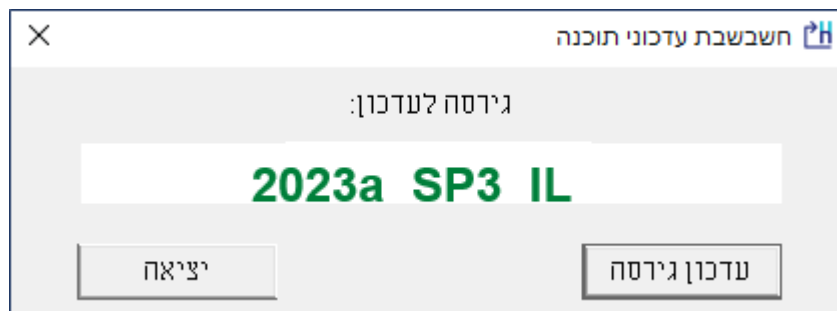 חשבשבת עדכוני תוכנה
גירסה לעדכון:
2023a SP3 IL
עדכון גירסה
יציאה